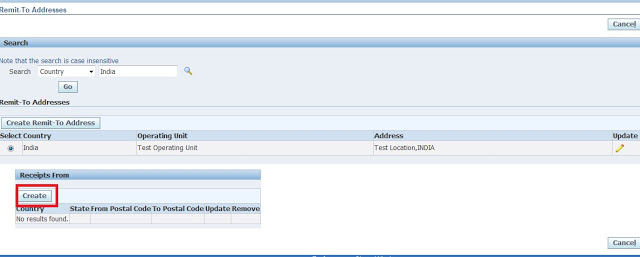 Remit-To Addresses
Cancel
Search
Note that the search is case insensitive
Search Country India
Go
Remit-To Addresses
Create Remit-To Address
Select Country Operating Unit Address Update
India Test Operating Unit Test Location,INDIA
Receipts From
Create
Country State From Postal Code To Postal Code Update Remove
No results found.
Cancel